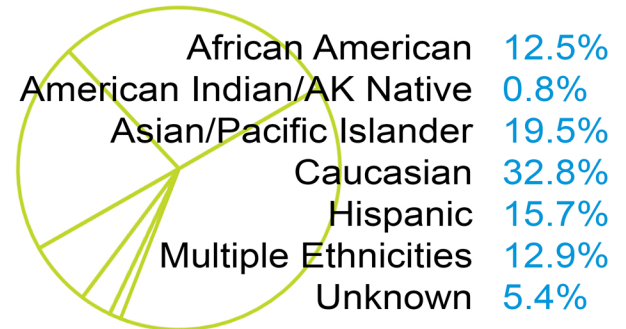 African American 12.5%
American Indian/AK Native 0.8%
Asian/Pacific Islander 19.5%
Caucasian 32.8%
Hispanic 15.7%
Multiple Ethnicities 12.9%
Unknown 5.4%